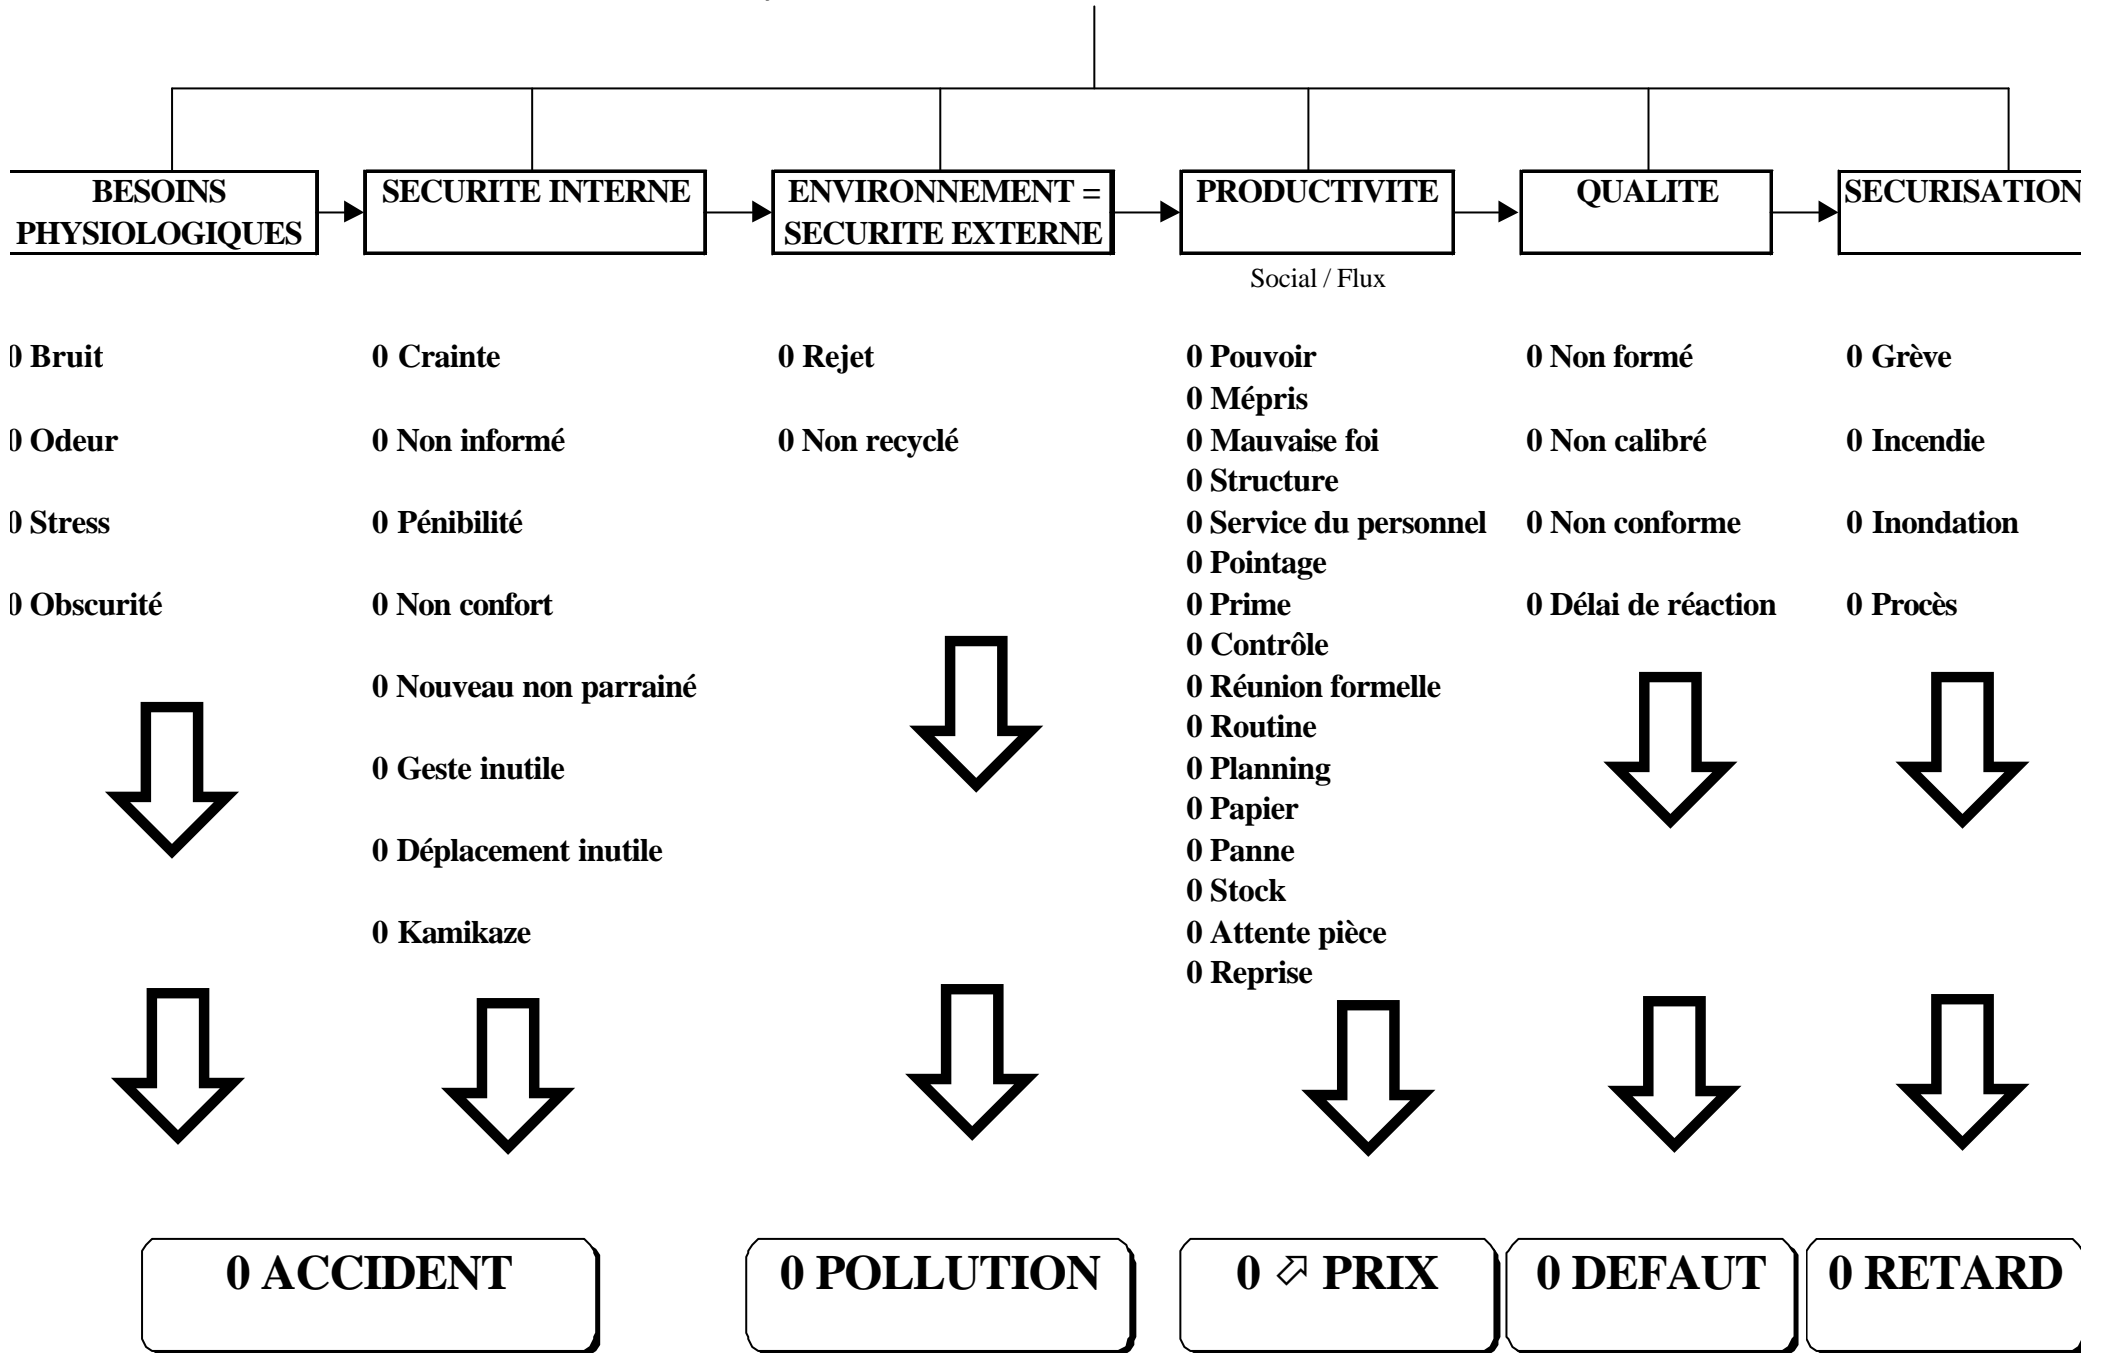 BESOINS
PHYSIOLOGIQUES
SECURITE INTERNE
ENVIRONNEMENT =
SECURITE EXTERNE
PRODUCTIVITE
QUALITE
SECURISATION
Social / Flux
0 Bruit
0 Odeur
0 Stress
0 Obscurité
0 Crainte
0 Non informé
0 Pénibilité
0 Non confort
0 Nouveau non parrainé
0 Geste inutile
0 Déplacement inutile
0 Kamikaze
0 Rejet
0 Non recyclé
0 Pouvoir
0 Mépris
0 Mauvaise foi
0 Structure
0 Service du personnel
0 Pointage
0 Prime
0 Contrôle
0 Réunion formelle
0 Routine
0 Planning
0 Papier
0 Panne
0 Stock
0 Attente pièce
0 Reprise
0 Non formé
0 Non calibré
0 Non conforme
0 Délai de réaction
0 Grève
0 Incendie
0 Inondation
0 Procès
0 ACCIDENT
0 POLLUTION
0 ⬀ PRIX
0 DEFAUT
0 RETARD